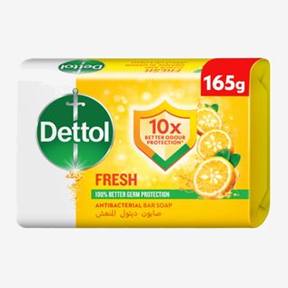 165g
Dettol
10x
BETTER ODOUR
PROTECTION*
FRESH
100% BETTER GERM PROTECTION
ANTIBACTERIAL BAR SOAP
صابون ديتول المنعش